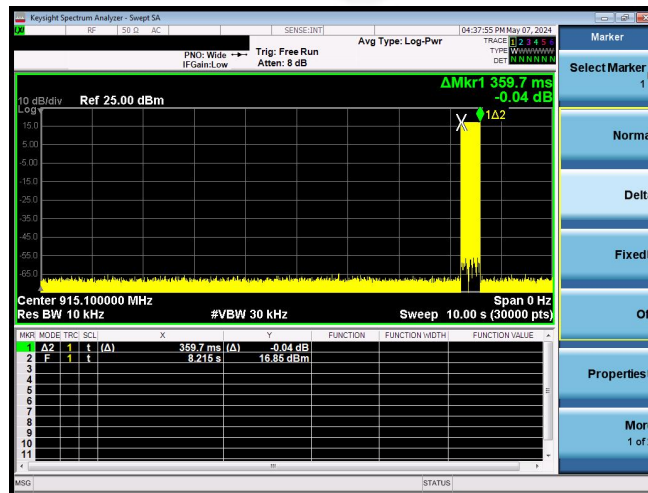 Keysight Spectrum Analyzer - Swept SA
RF 50 Ω AC SENSE:INT 04:37:55 PM May 07, 2024
Avg Type: Log-Pwr TRACE 1 2 3 4 5 6
PNO: Wide Trig: Free Run TYPE WWWWWW
IFGain:Low Atten: 8 dB DET N N N N N N
ΔMkr1 359.7 ms
-0.04 dB
10 dB/div Ref 25.00 dBm
Log
1Δ2
15.0
5.00
-5.00
-15.0
-25.0
-35.0
-45.0
-55.0
-65.0
Center 915.100000 MHz Span 0 Hz
Res BW 10 kHz #VBW 30 kHz Sweep 10.00 s (30000 pts)
MKR MODE TRC SCL X Y FUNCTION FUNCTION WIDTH FUNCTION VALUE
1 Δ2 1 t (Δ) 359.7 ms (Δ) -0.04 dB
2 F 1 t 8.215 s 16.85 dBm
3
4
5
6
7
8
9
10
11
MSG STATUS
Marker
Select Marker
1
Norma
Delt
Fixed
Of
Properties
Mor
1 of